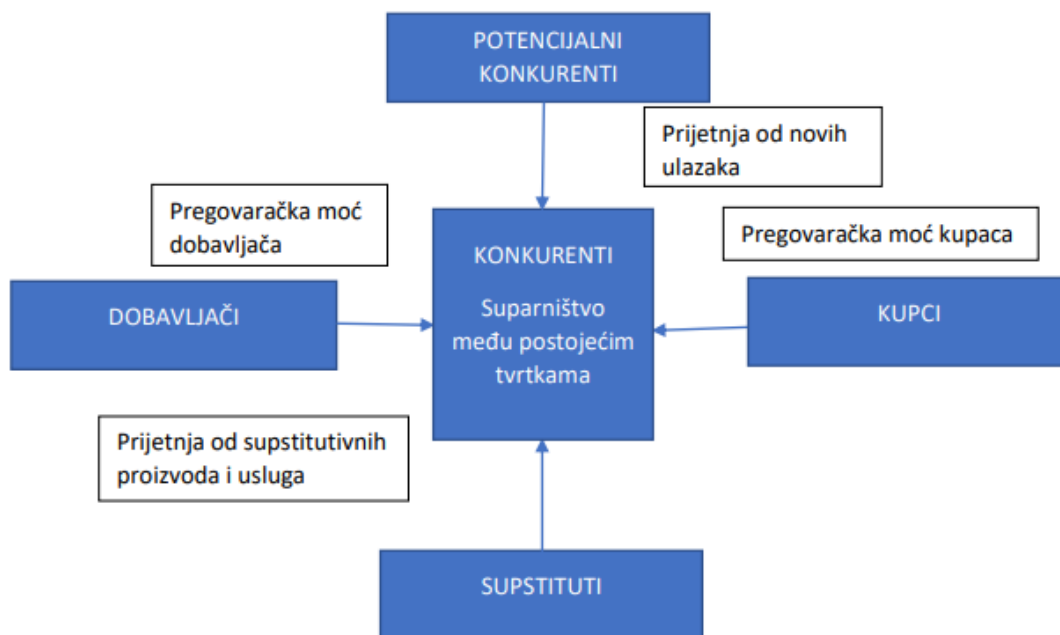 POTENCIJALNI
KONKURENTI
Prijetnja od novih
ulazaka
Pregovaračka moć
dobavljača
Pregovaračka moć kupaca
KONKURENTI
Suparništvo
među postojećim
tvrtkama
DOBAVLJAČI
KUPCI
Prijetnja od supstitutivnih
proizvoda i usluga
SUPSTITUTI